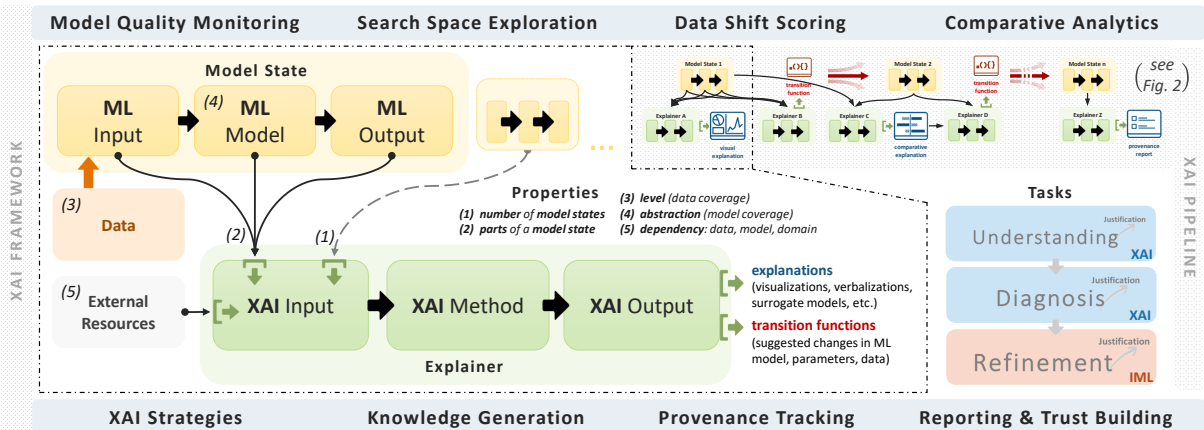 Model Quality Monitoring
Search Space Exploration
Data Shift Scoring
Comparative Analytics
XAI FRAMEWORK
Model State
ML
Input
(4)
ML
Model
ML
Output
...
(3)
Data
(2)
(1)
Properties
(1) number of model states
(2) parts of a model state
(3) level (data coverage)
(4) abstraction (model coverage)
(5) dependency: data, model, domain
(5)
External
Resources
XAI Input
XAI Method
XAI Output
Explainer
explanations
(visualizations, verbalizations,
surrogate models, etc.)
transition functions
(suggested changes in ML
model, parameters, data)
Model State 1
transition
function
Model State 2
transition
function
Model State n
(see
Fig. 2)
Explainer A
visual
explanation
Explainer B
Explainer C
comparative
explanation
Explainer D
Explainer Z
provenance
report
Tasks
Justification
Understanding
XAI
Justification
Diagnosis
XAI
Justification
Refinement
IML
XAI PIPELINE
XAI Strategies
Knowledge Generation
Provenance Tracking
Reporting & Trust Building